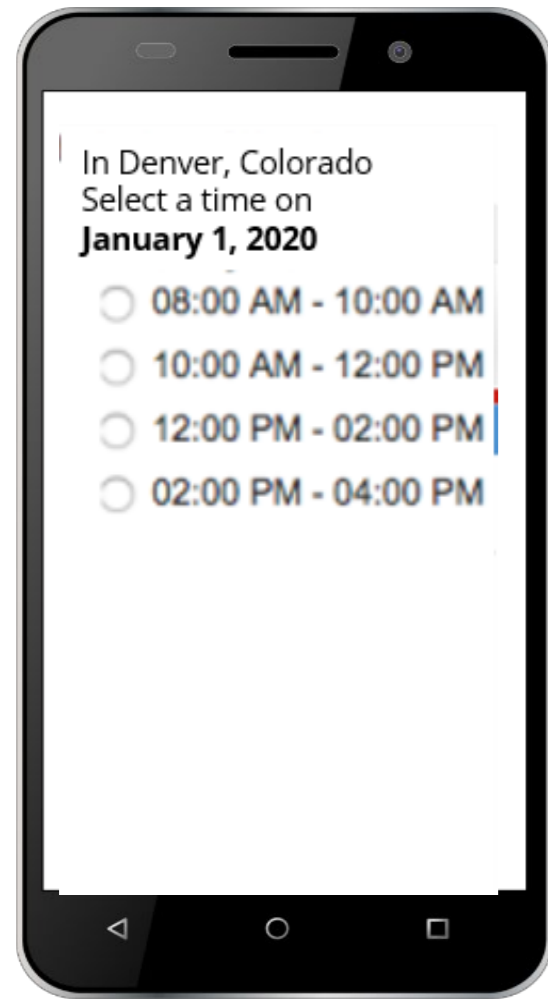 In Denver, Colorado
Select a time on
January 1, 2020
08:00 AM - 10:00 AM
10:00 AM - 12:00 PM
12:00 PM - 02:00 PM
02:00 PM - 04:00 PM